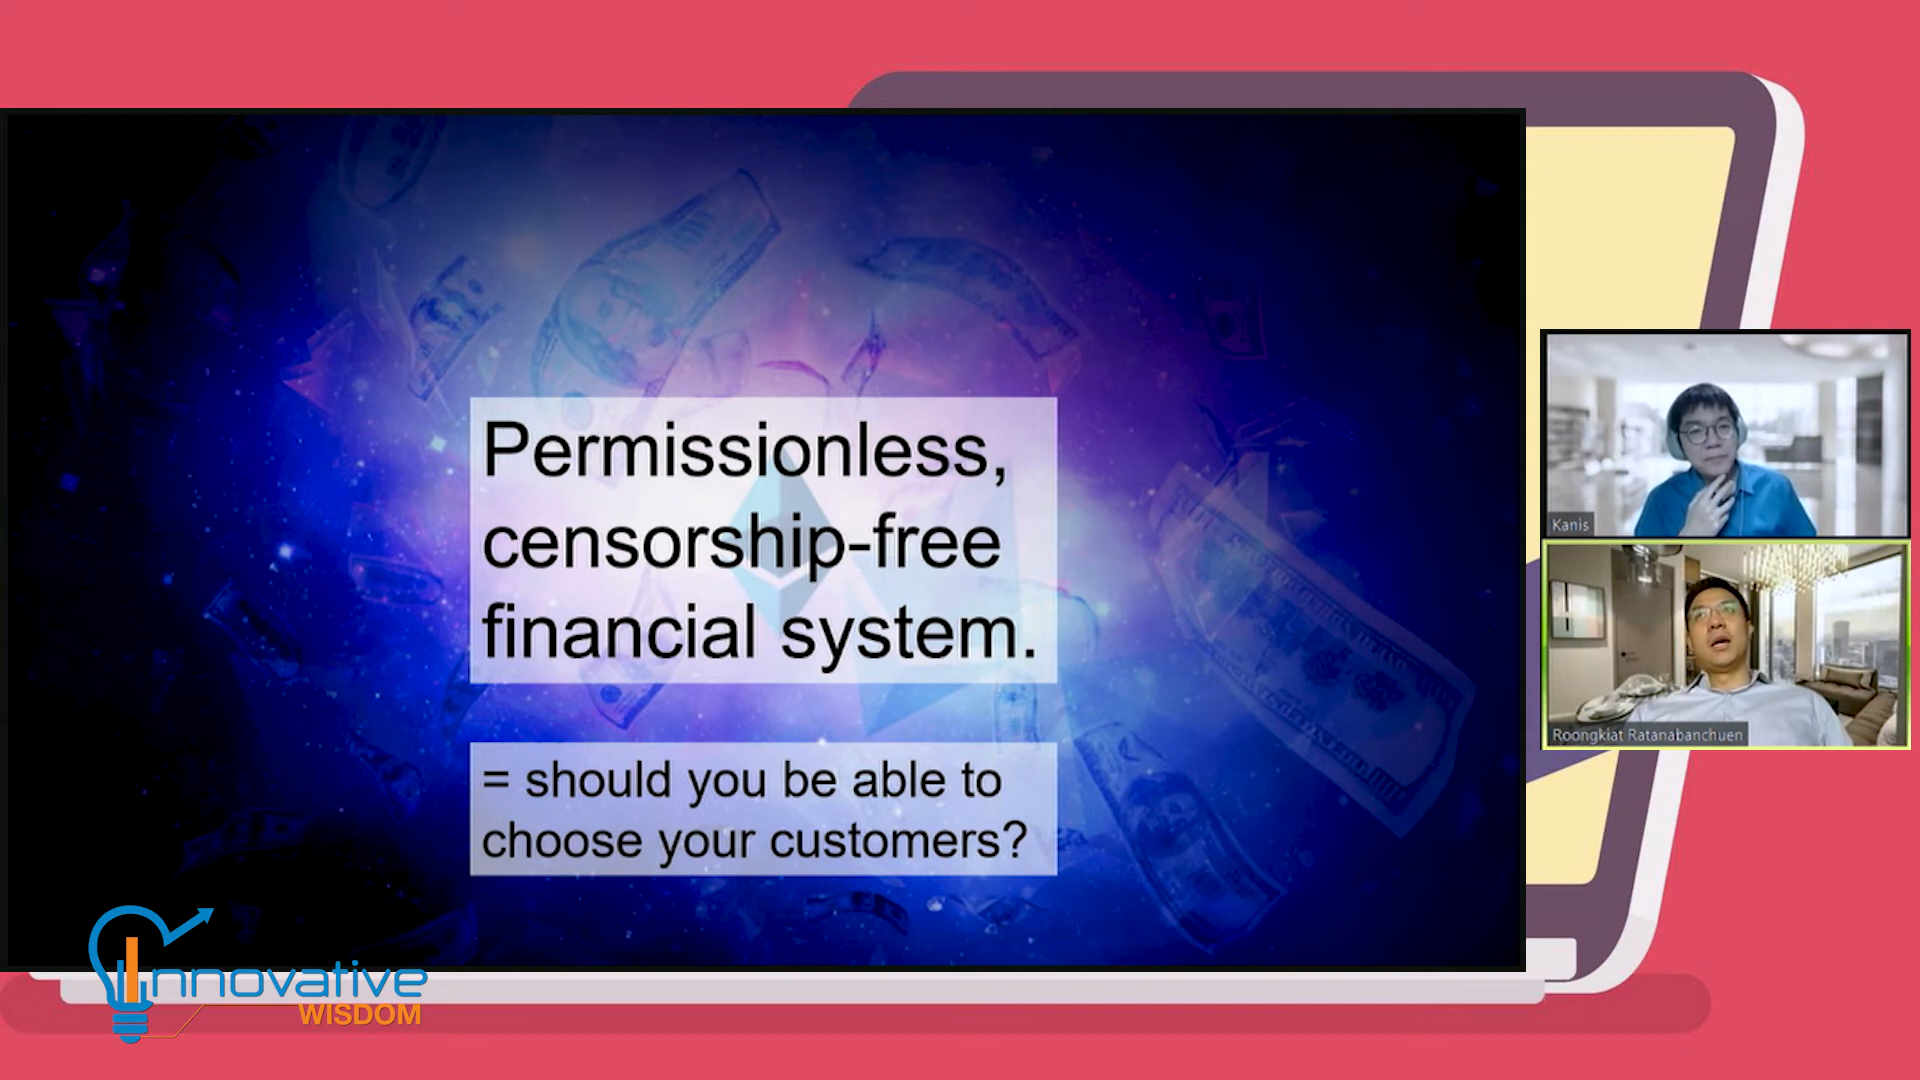 Permissionless,
censorship-free
financial system.
= should you be able to
choose your customers?
Kanis
Roongkiat Ratanabanchuen
Innovative
WISDOM